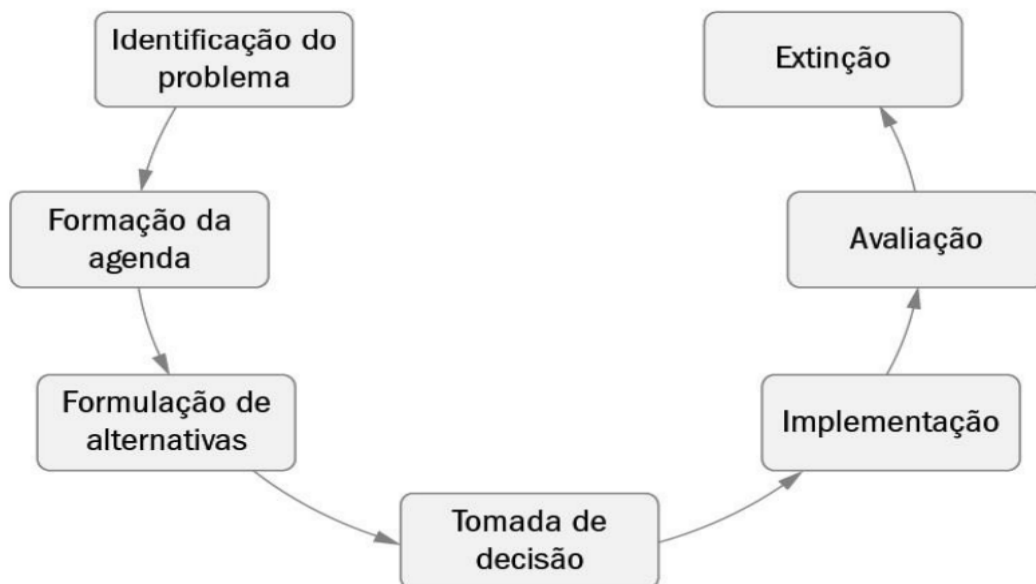 Identificação do
problema
Formação da
agenda
Formulação de
alternativas
Tomada de
decisão
Implementação
Avaliação
Extinção